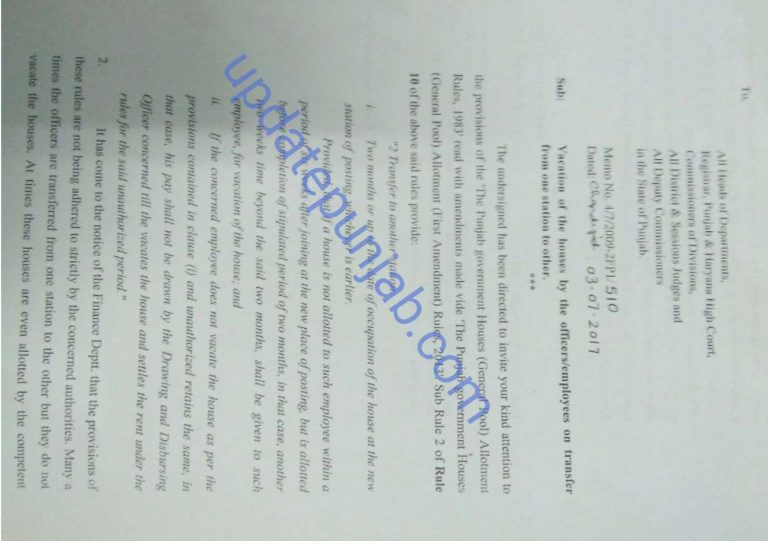 To,
All Heads of Departments,
Registrar, Punjab & Haryana High Court,
Commissioners of Divisions,
All District & Sessions Judges and
All Deputy Commissioners
in the State of Punjab.
Memo No. 4/7/2009-2FP1/510
Dated Chandigarh: 03-07-2017
Sub: Vacation of the houses by the officers/employees on transfer
from one station to other.
***
The undersigned has been directed to invite your kind attention to
the provisions of the 'The Punjab government Houses (General Pool) Allotment
Rules, 1983' read with amendments made vide 'The Punjab government Houses
(General Pool) Allotment (First Amendment) Rules, 2013' Sub Rule 2 of Rule
10 of the above said rules provide:
"2) Transfer to another station
i. Two months or up to the date of occupation of the house at the new
station of posting, whichever is earlier.
Provided that if a house is not allotted to such employee within a
period of weeks after joining at the new place of posting, but is allotted
before completion of stipulated period of two months, in that case, another
two weeks time beyond the said two months, shall be given to such
employee, for vacation of the house; and
ii. If the concerned employee does not vacate the house as per the
provisions contained in clause (i) and unauthorized retains the same, in
that case, his pay shall not be drawn by the Drawing and Disbursing
Officer concerned till the vacates the house and settles the rent under the
rules for the said unauthorized period."
2. It has come to the notice of the Finance Deptt. that the provisions of
these rules are not being adhered to strictly by the concerned authorities. Many a
times the officers are transferred from one station to the other but they do not
vacate the houses. At times these houses are even allotted by the competent
updatepunjab.com